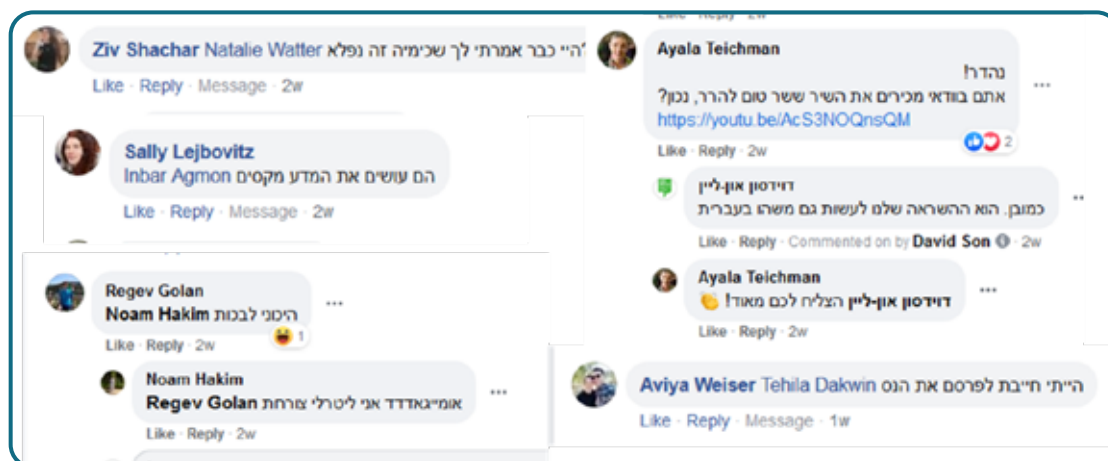 Ziv Shachar Natalie Watter היי כבר אמרתי לך שכימיה זה נפלא?
Like · Reply · Message · 2w
Sally Lejbovitz
Inbar Agmon הם עושים את המדע מקסים
Like · Reply · Message · 2w
Regev Golan
Noam Hakim היכוני לבכות
1
Like · Reply · 2w
Noam Hakim
Regev Golan אומייגאדדד אני ליטרלי צורחת
Like · Reply · 2w
Like · Reply · 2w
Ayala Teichman
נהדר!
אתם בוודאי מכירים את השיר ששר טום להרר, נכון?
https://youtu.be/AcS3NOQnsQM
2
Like · Reply · 2w
דוידסון און-ליין
כמובן. הוא ההשראה שלנו לעשות גם משהו בעברית
Like · Reply · Commented on by David Son · 2w
Ayala Teichman
דוידסון און-ליין הצליח לכם מאוד! 👏
Like · Reply · 2w
Aviya Weiser Tehila Dakwin הייתי חייבת לפרסם את הנס
Like · Reply · Message · 1w